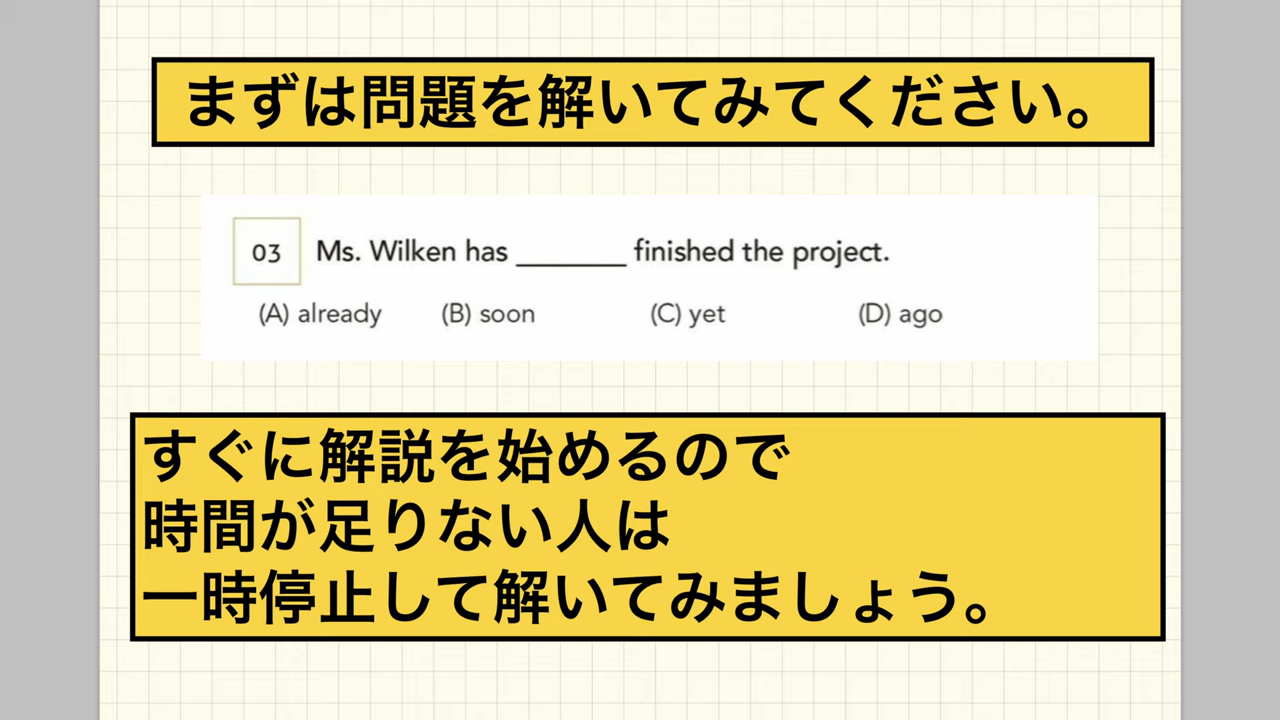 まずは問題を解いてみてください。
03 Ms. Wilken has ________ finished the project.
(A) already (B) soon (C) yet (D) ago
すぐに解説を始めるので
時間が足りない人は
一時停止して解いてみましょう。